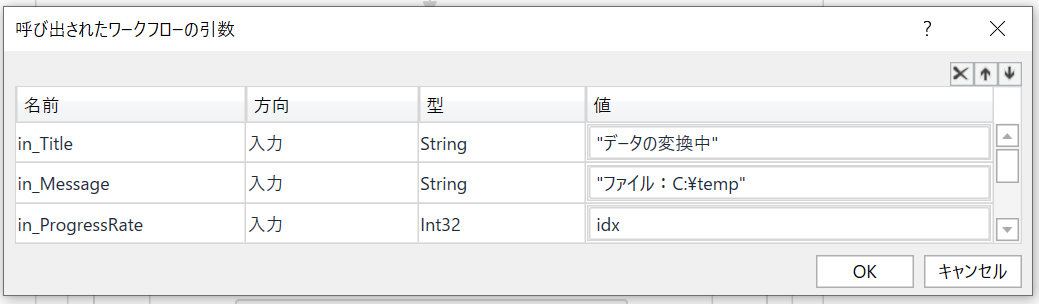 呼び出されたワークフローの引数 ?
名前 方向 型 値
in_Title 入力 String "データの変換中"
in_Message 入力 String "ファイル：C:¥temp"
in_ProgressRate 入力 Int32 idx
OK キャンセル